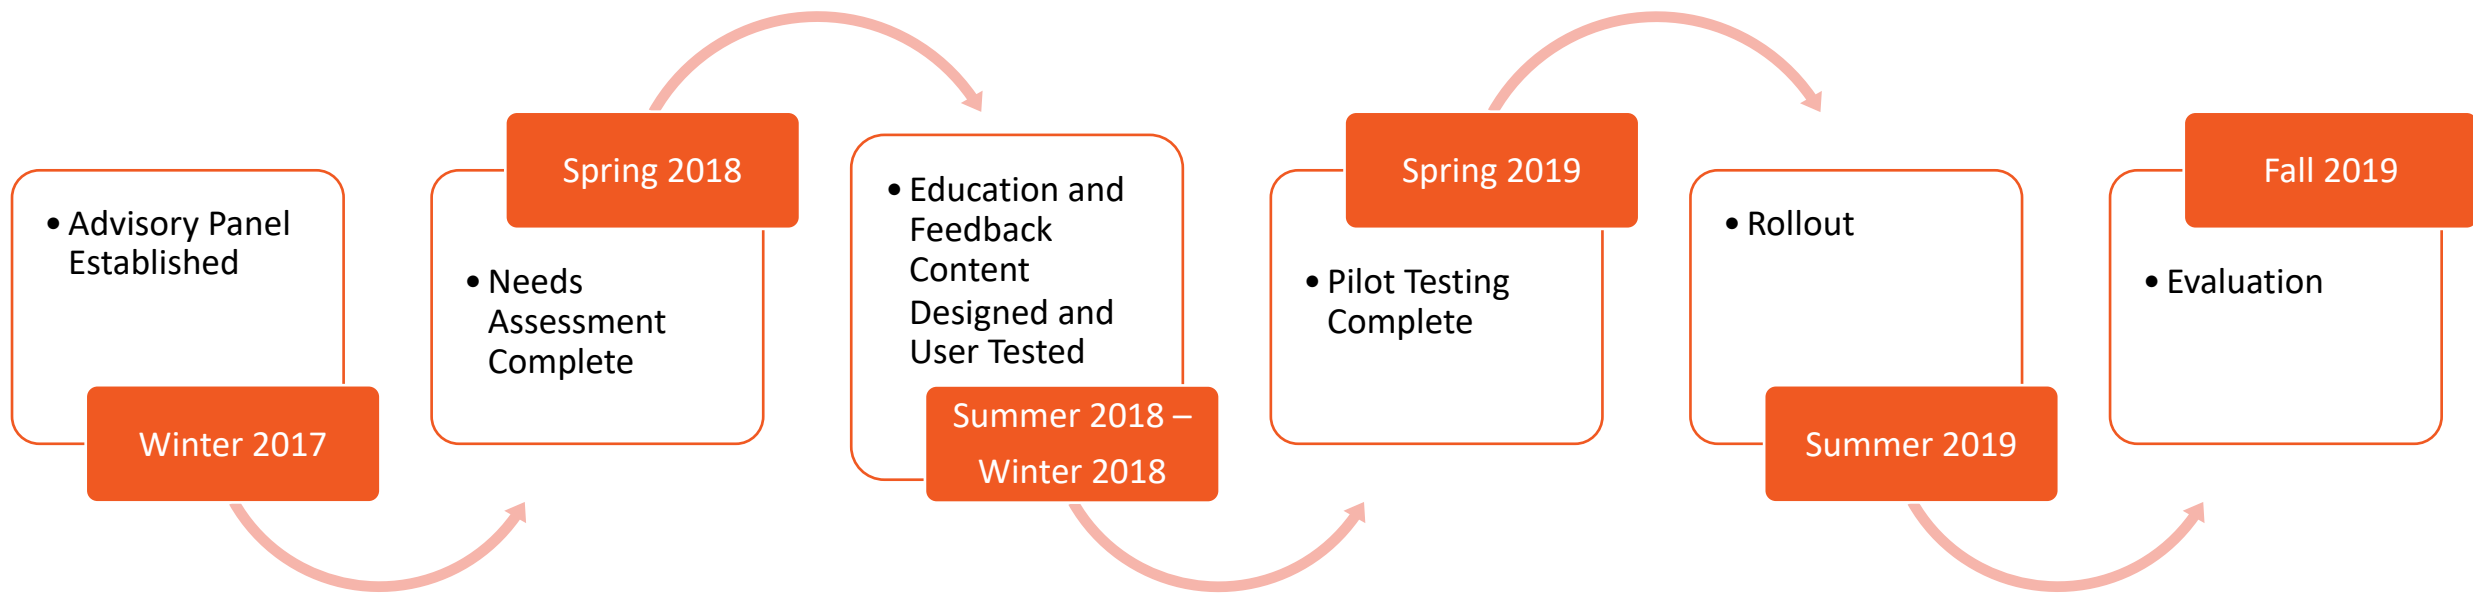 • Advisory Panel
Established
Winter 2017
Spring 2018
• Needs
Assessment
Complete
• Education and
Feedback
Content
Designed and
User Tested
Summer 2018 –
Winter 2018
Spring 2019
• Pilot Testing
Complete
• Rollout
Summer 2019
Fall 2019
• Evaluation